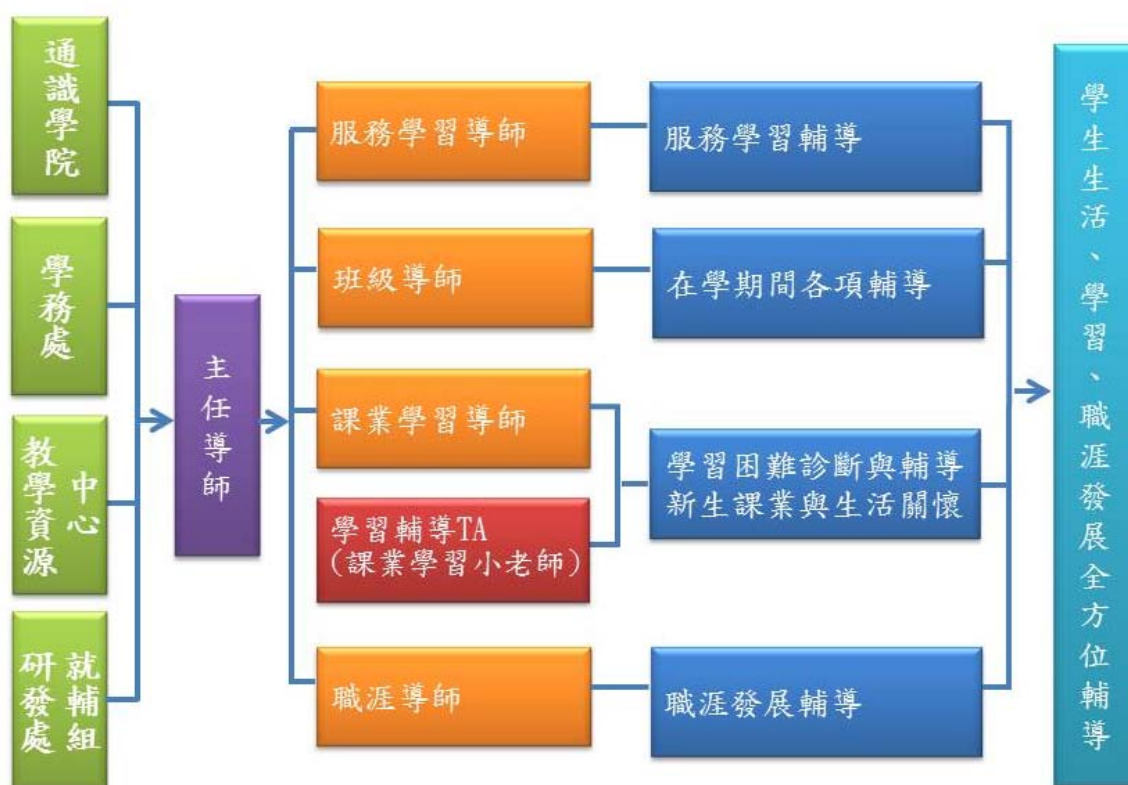 通識學院
學務處
教學資源
中心
研發處
就輔組
主任導師
服務學習導師
班級導師
課業學習導師
學習輔導TA
(課業學習小老師)
職涯導師
服務學習輔導
在學期間各項輔導
學習困難診斷與輔導
新生課業與生活關懷
職涯發展輔導
學生生活、學習、職涯發展全方位輔導